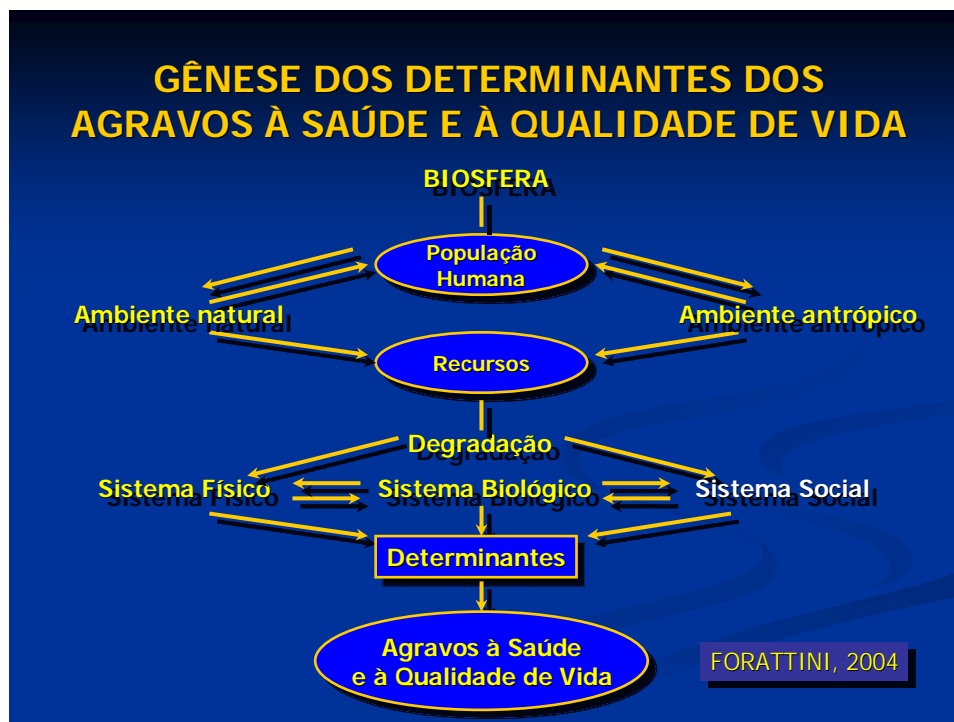 GÊNESE DOS DETERMINANTES DOS
AGRAVOS À SAÚDE E À QUALIDADE DE VIDA
BIOSFERA
População
Humana
Ambiente natural
Ambiente antrópico
Recursos
Degradação
Sistema Físico
Sistema Biológico
Sistema Social
Determinantes
Agravos à Saúde
e à Qualidade de Vida
FORATTINI, 2004